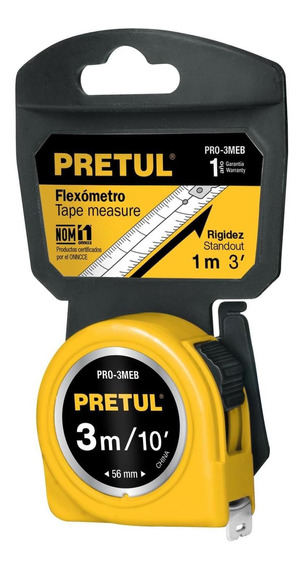 PRO-3MEB
PRETUL®
1 año Garantía Warranty
Flexómetro
Tape measure
NOM ONNCCE
Productos certificados
por el ONNCCE
Rigidez
Standout
1 m 3'
PRO-3MEB
PRETUL®
3m/10'
CHINA
◄ 56 mm ►